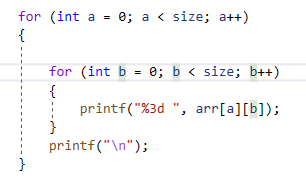 for (int a = 0; a < size; a++)
{
for (int b = 0; b < size; b++)
{
printf("%3d ", arr[a][b]);
}
printf("\n");
}